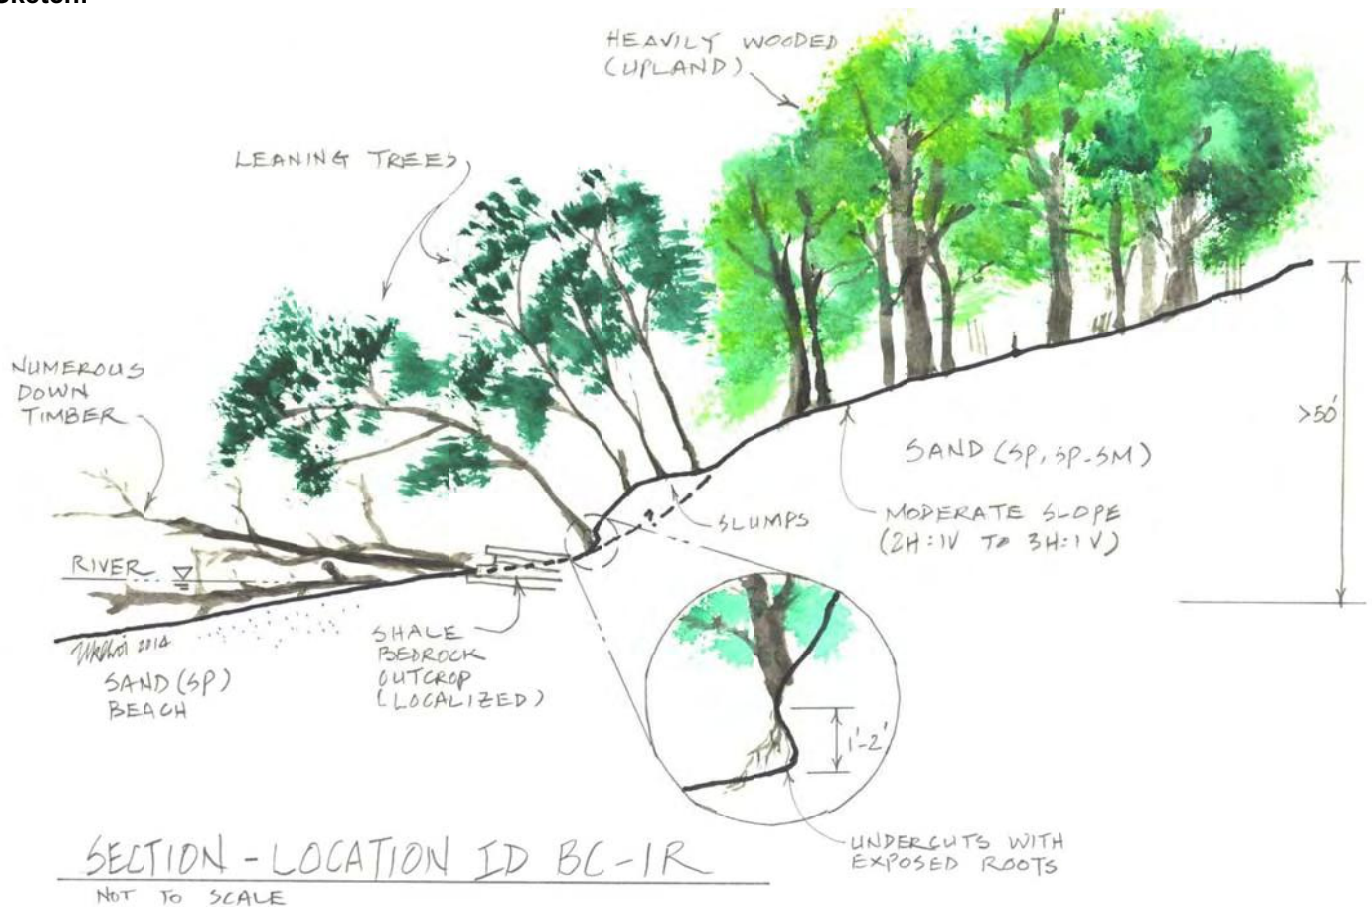 HEAVILY WOODED
(UPLAND)
LEANING TREES
NUMEROUS
DOWN
TIMBER
>50'
SAND (SP, SP-SM)
MODERATE SLOPE
(2H:1V TO 3H:1V)
?
SLUMPS
RIVER
2014
SAND (SP)
BEACH
SHALE
BEDROCK
OUTCROP
(LOCALIZED)
1'-2'
UNDERCUTS WITH
EXPOSED ROOTS
SECTION - LOCATION ID BC-1R
NOT TO SCALE